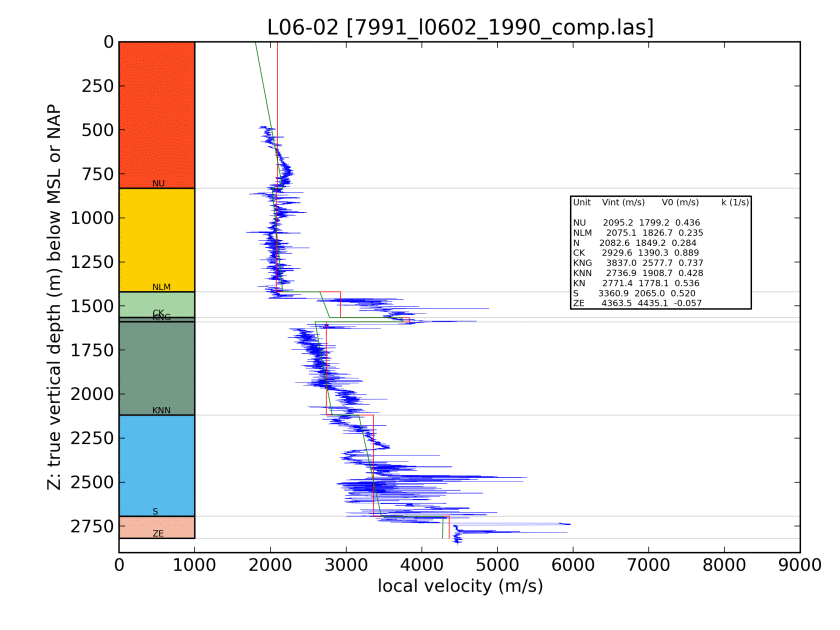 L06-02 [7991_l0602_1990_comp.las]
Z: true vertical depth (m) below MSL or NAP
0
250
500
750
1000
1250
1500
1750
2000
2250
2500
2750
NU
NLM
CK
KNG
KNN
S
ZE
Unit Vint (m/s) V0 (m/s) k (1/s)
NU 2095.2 1799.2 0.436
NLM 2075.1 1826.7 0.235
N 2082.6 1849.2 0.284
CK 2929.6 1390.3 0.889
KNG 3837.0 2577.7 0.737
KNN 2736.9 1908.7 0.428
KN 2771.4 1778.1 0.536
S 3360.9 2065.0 0.520
ZE 4363.5 4435.1 -0.057
0 1000 2000 3000 4000 5000 6000 7000 8000 9000
local velocity (m/s)